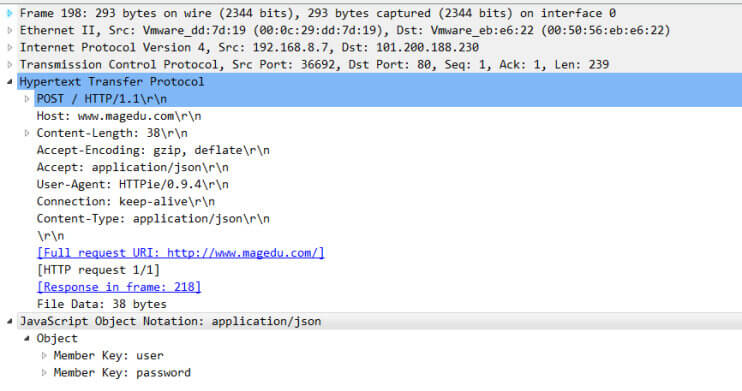 Frame 198: 293 bytes on wire (2344 bits), 293 bytes captured (2344 bits) on interface 0
Ethernet II, Src: Vmware_dd:7d:19 (00:0c:29:dd:7d:19), Dst: Vmware_eb:e6:22 (00:50:56:eb:e6:22)
Internet Protocol Version 4, Src: 192.168.8.7, Dst: 101.200.188.230
Transmission Control Protocol, Src Port: 36692, Dst Port: 80, Seq: 1, Ack: 1, Len: 239
Hypertext Transfer Protocol
POST / HTTP/1.1\r\n
Host: www.magedu.com\r\n
Content-Length: 38\r\n
Accept-Encoding: gzip, deflate\r\n
Accept: application/json\r\n
User-Agent: HTTPie/0.9.4\r\n
Connection: keep-alive\r\n
Content-Type: application/json\r\n
\r\n
[Full request URI: http://www.magedu.com/]
[HTTP request 1/1]
[Response in frame: 218]
File Data: 38 bytes
JavaScript Object Notation: application/json
Object
Member Key: user
Member Key: password